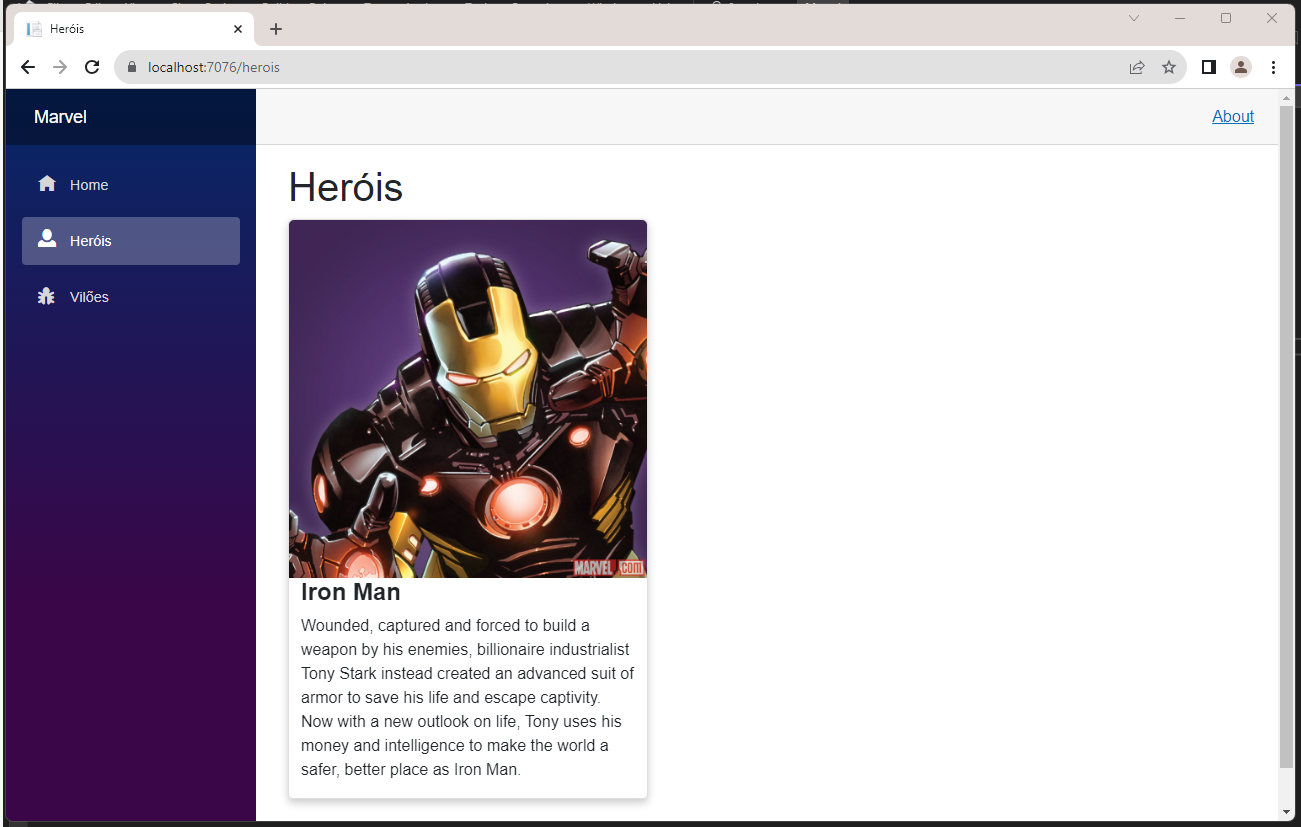 Heróis
localhost:7076/herois
Marvel
About
Home
Heróis
Vilões
Heróis
MARVEL.COM
Iron Man
Wounded, captured and forced to build a
weapon by his enemies, billionaire industrialist
Tony Stark instead created an advanced suit of
armor to save his life and escape captivity.
Now with a new outlook on life, Tony uses his
money and intelligence to make the world a
safer, better place as Iron Man.